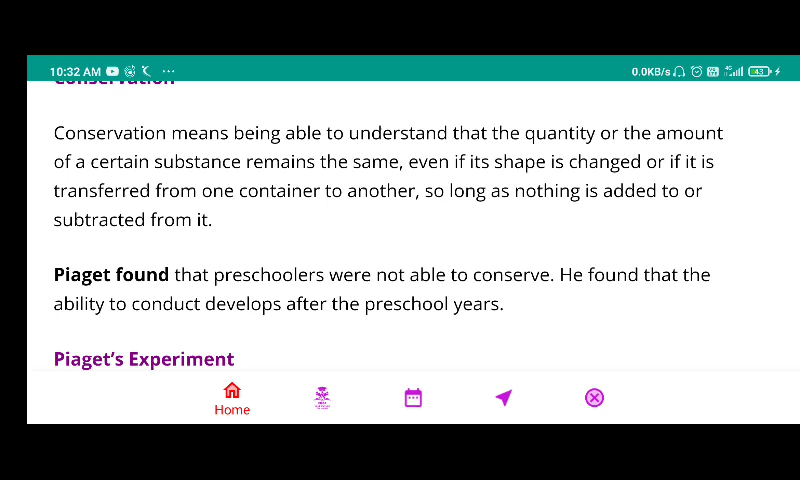 10:32 AM ... 0.0KB/s 4G 43
Conservation
Conservation means being able to understand that the quantity or the amount
of a certain substance remains the same, even if its shape is changed or if it is
transferred from one container to another, so long as nothing is added to or
subtracted from it.
Piaget found that preschoolers were not able to conserve. He found that the
ability to conduct develops after the preschool years.
Piaget’s Experiment
Home